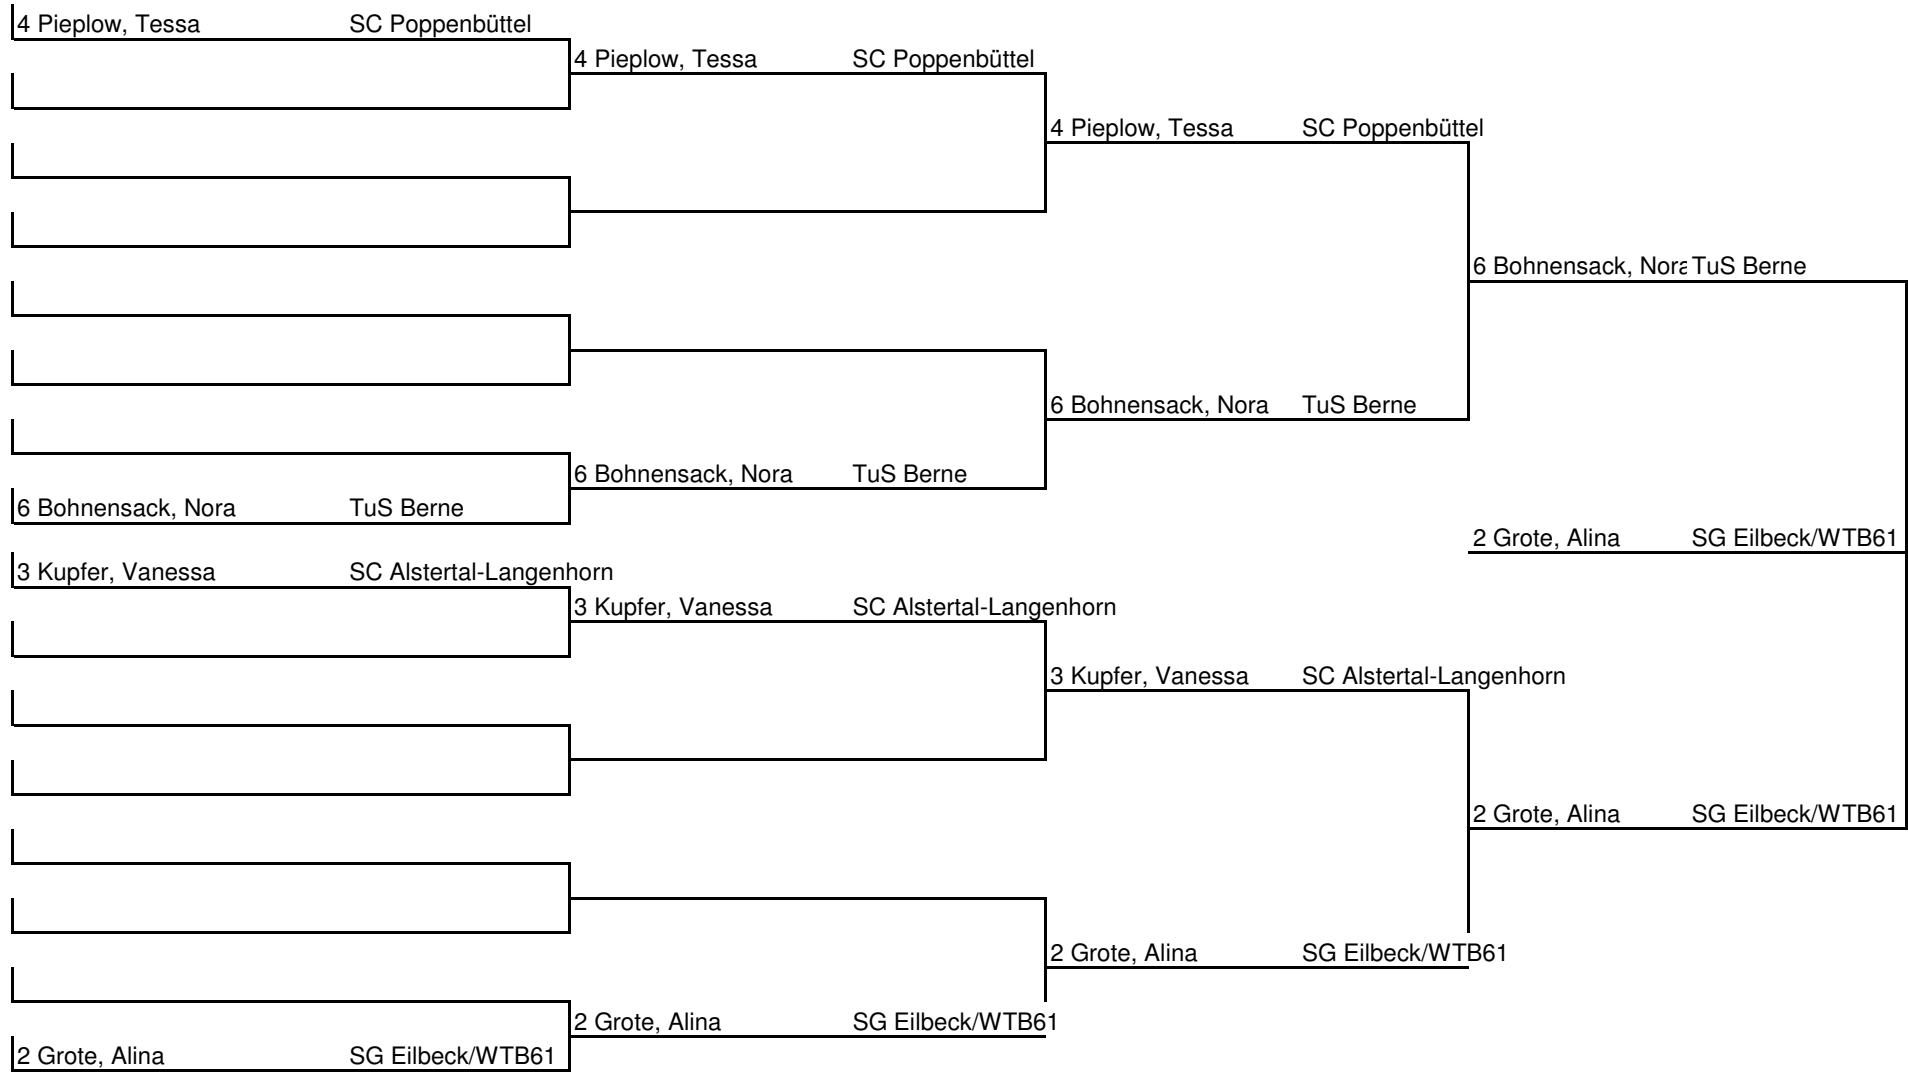 4 Pieplow, Tessa SC Poppenbüttel
4 Pieplow, Tessa SC Poppenbüttel
4 Pieplow, Tessa SC Poppenbüttel
6 Bohnensack, Nora TuS Berne
6 Bohnensack, Nora TuS Berne
6 Bohnensack, Nora TuS Berne
6 Bohnensack, Nora TuS Berne
2 Grote, Alina SG Eilbeck/WTB61
3 Kupfer, Vanessa SC Alstertal-Langenhorn
3 Kupfer, Vanessa SC Alstertal-Langenhorn
3 Kupfer, Vanessa SC Alstertal-Langenhorn
2 Grote, Alina SG Eilbeck/WTB61
2 Grote, Alina SG Eilbeck/WTB61
2 Grote, Alina SG Eilbeck/WTB61
2 Grote, Alina SG Eilbeck/WTB61